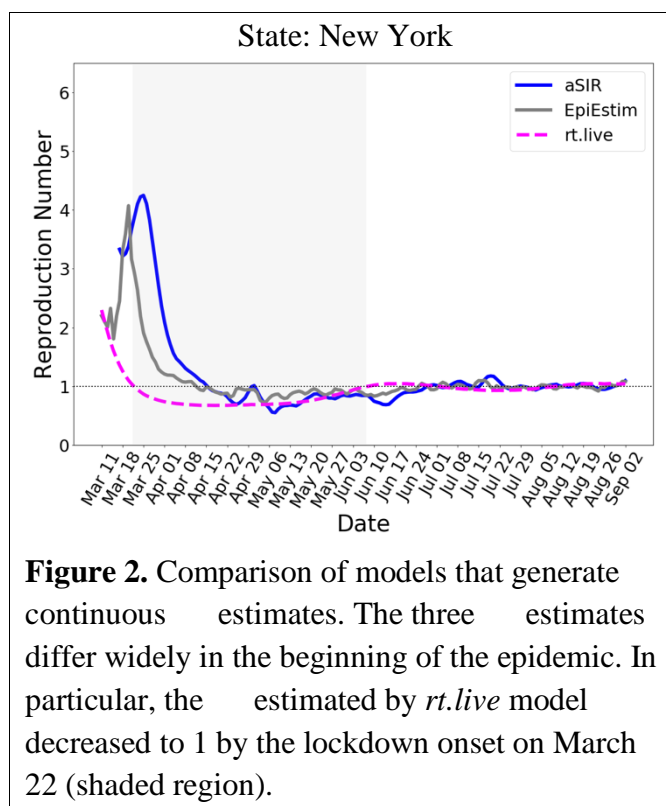 State: New York
6
5
4
3
2
1
0
Reproduction Number
aSIR
EpiEstim
rt.live
Mar 11
Mar 18
Mar 25
Apr 01
Apr 08
Apr 15
Apr 22
Apr 29
May 06
May 13
May 20
May 27
Jun 03
Jun 10
Jun 17
Jun 24
Jul 01
Jul 08
Jul 15
Jul 22
Jul 29
Aug 05
Aug 12
Aug 19
Aug 26
Sep 02
Date
Figure 2. Comparison of models that generate
continuous estimates. The three estimates
differ widely in the beginning of the epidemic. In
particular, the estimated by rt.live model
decreased to 1 by the lockdown onset on March
22 (shaded region).